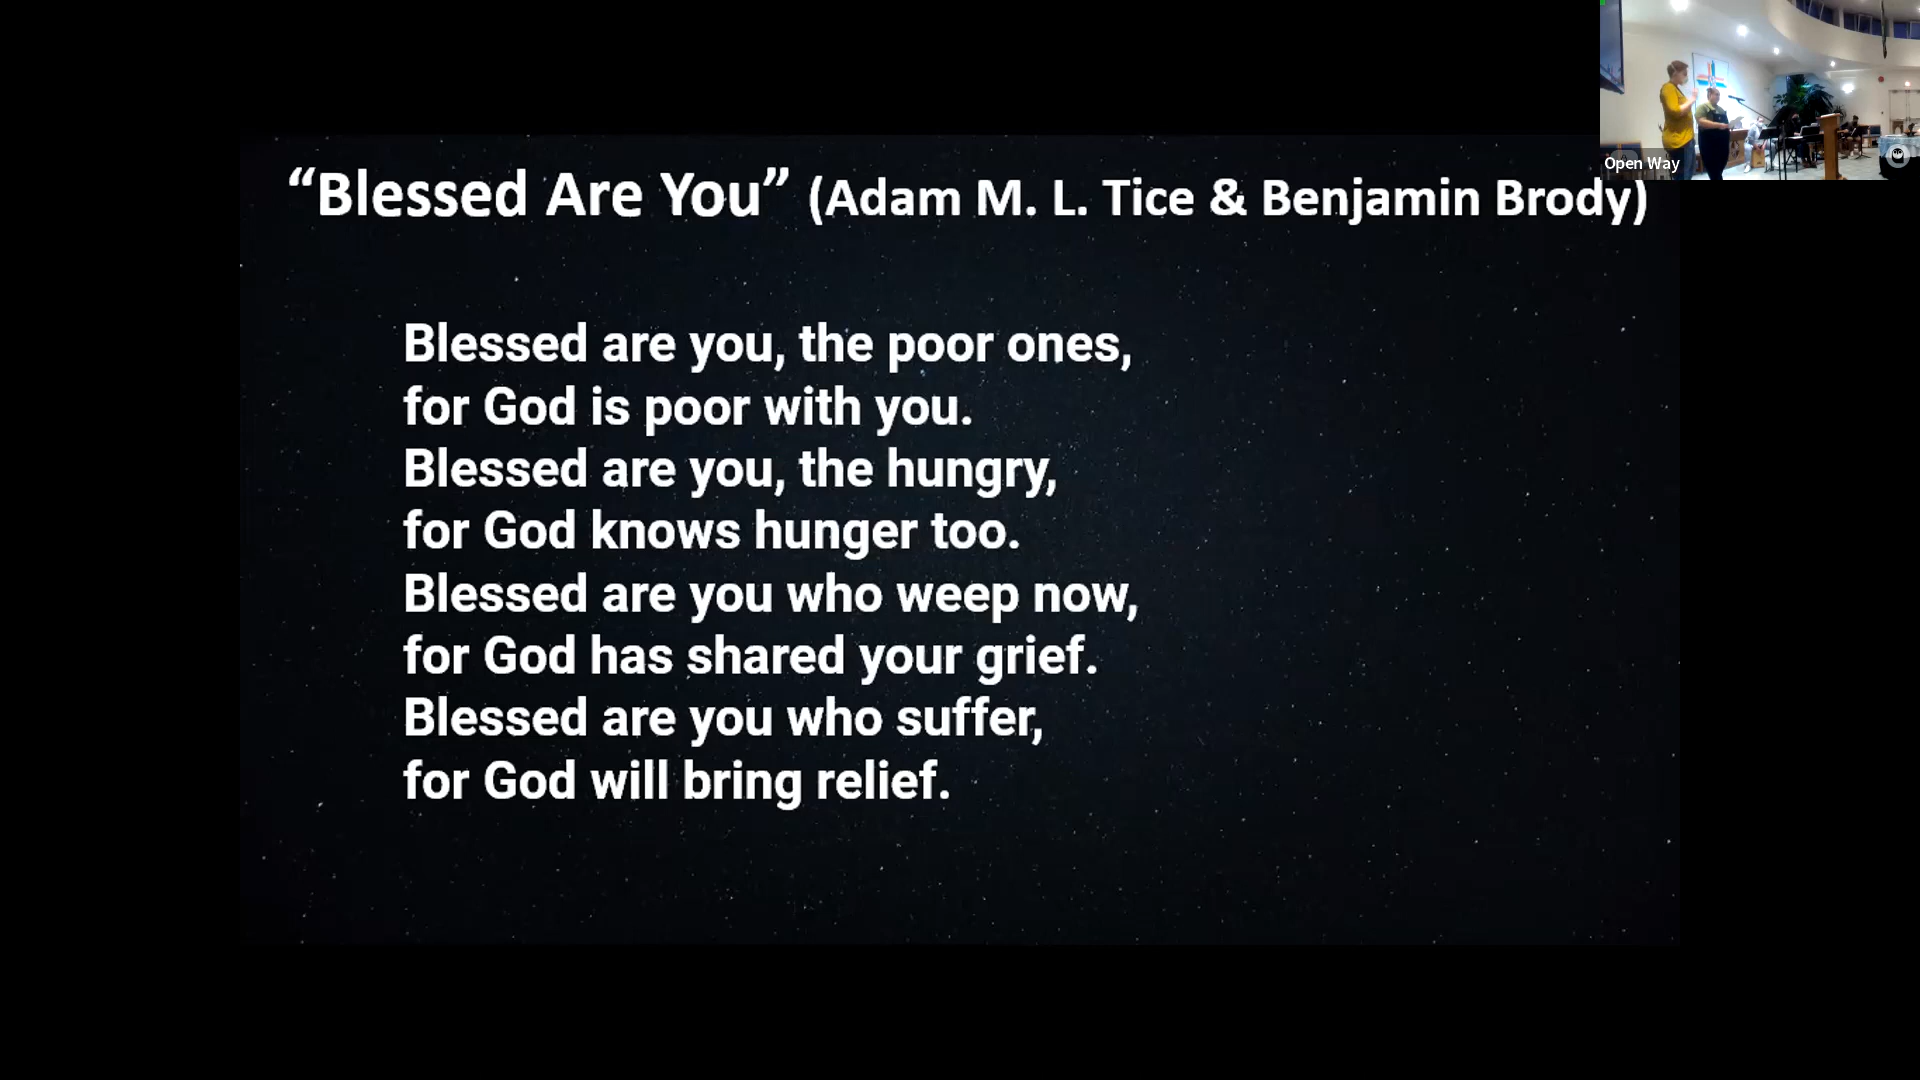 “Blessed Are You” (Adam M. L. Tice & Benjamin Brody)
Open Way
Blessed are you, the poor ones,
for God is poor with you.
Blessed are you, the hungry,
for God knows hunger too.
Blessed are you who weep now,
for God has shared your grief.
Blessed are you who suffer,
for God will bring relief.